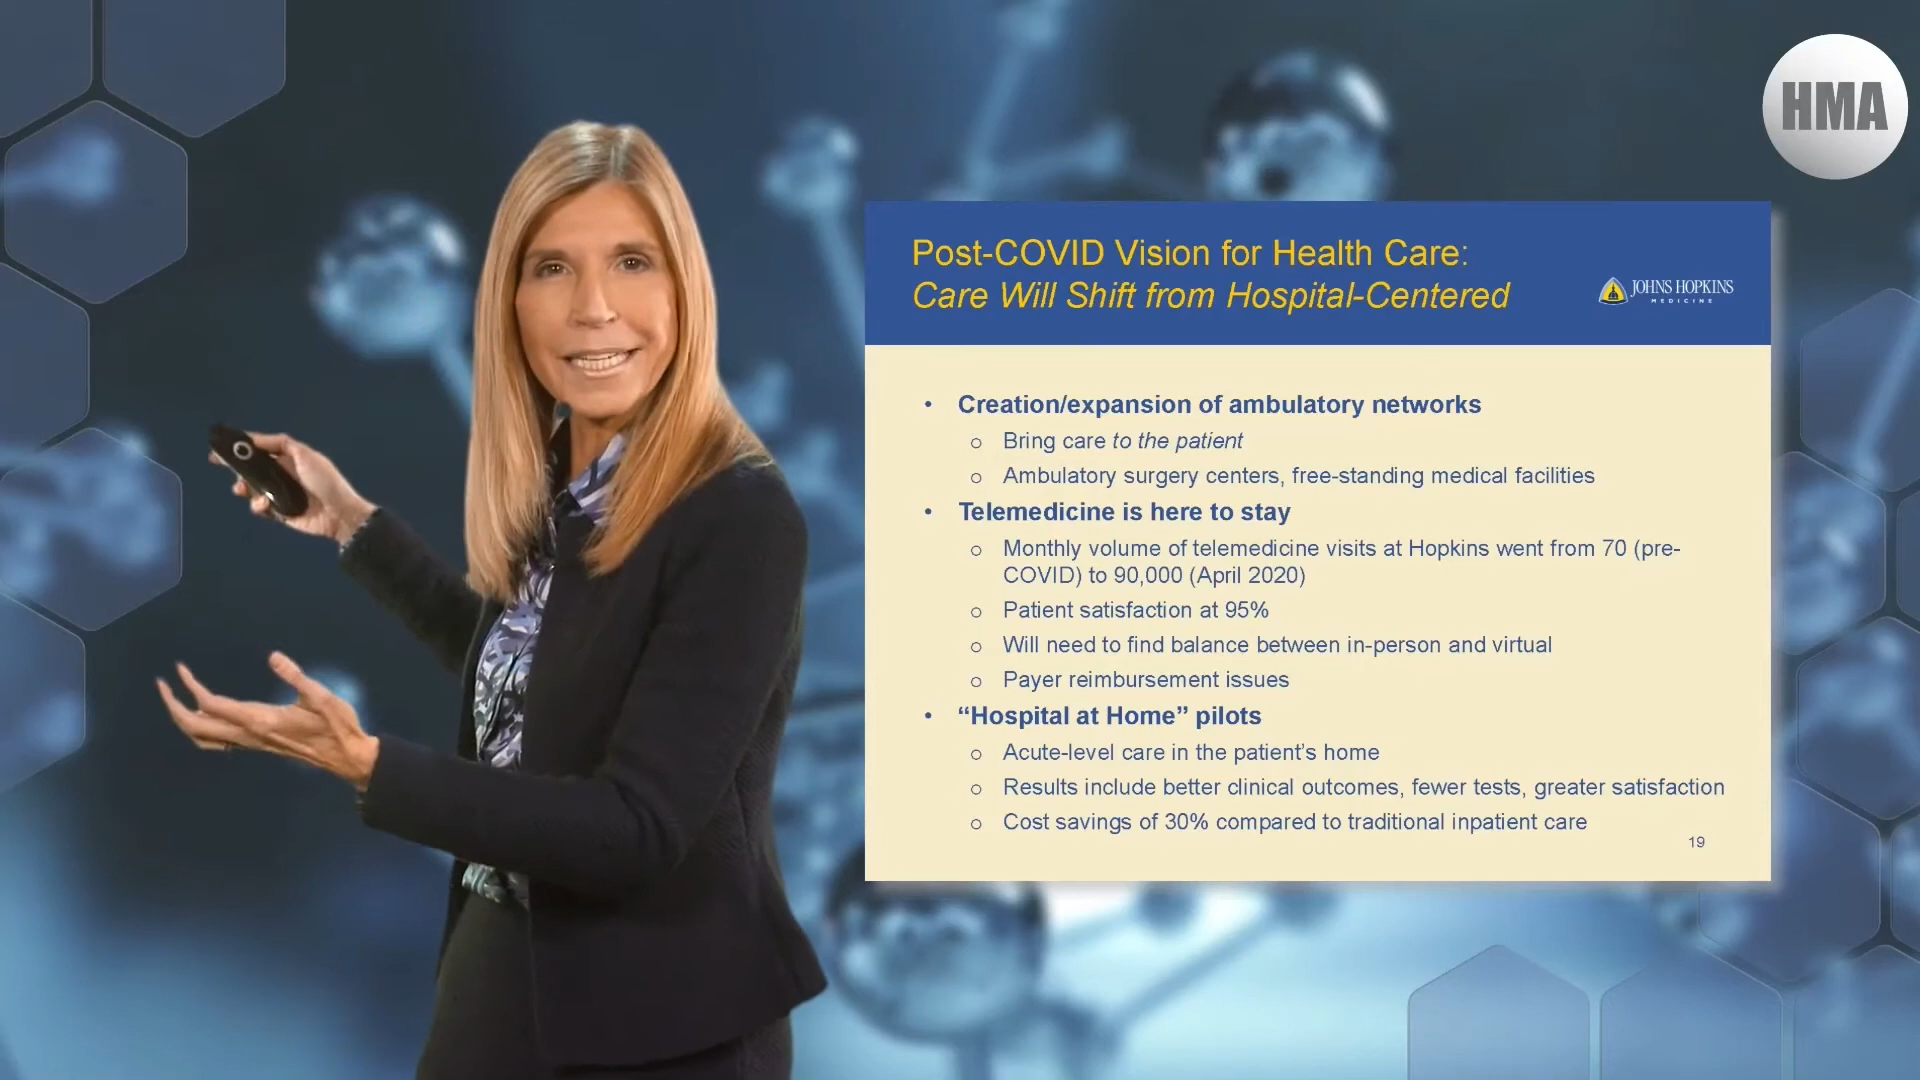 HMA
Post-COVID Vision for Health Care:
Care Will Shift from Hospital-Centered
JOHNS HOPKINS
MEDICINE
• Creation/expansion of ambulatory networks
o Bring care to the patient
o Ambulatory surgery centers, free-standing medical facilities
• Telemedicine is here to stay
o Monthly volume of telemedicine visits at Hopkins went from 70 (pre-
COVID) to 90,000 (April 2020)
o Patient satisfaction at 95%
o Will need to find balance between in-person and virtual
o Payer reimbursement issues
• “Hospital at Home” pilots
o Acute-level care in the patient’s home
o Results include better clinical outcomes, fewer tests, greater satisfaction
o Cost savings of 30% compared to traditional inpatient care
19